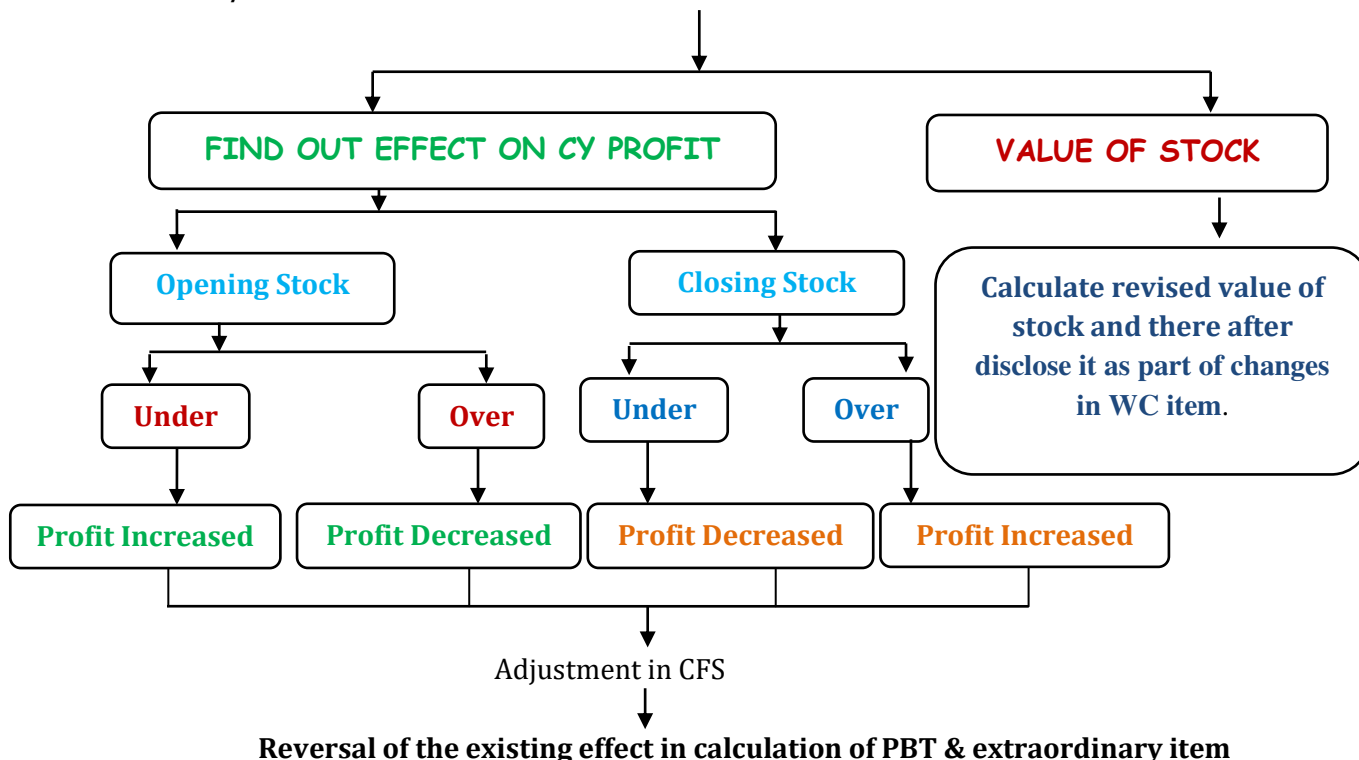 FIND OUT EFFECT ON CY PROFIT
VALUE OF STOCK
Opening Stock
Closing Stock
Calculate revised value of
stock and there after
disclose it as part of changes
in WC item.
Under
Over
Under
Over
Profit Increased
Profit Decreased
Profit Decreased
Profit Increased
Adjustment in CFS
Reversal of the existing effect in calculation of PBT & extraordinary item